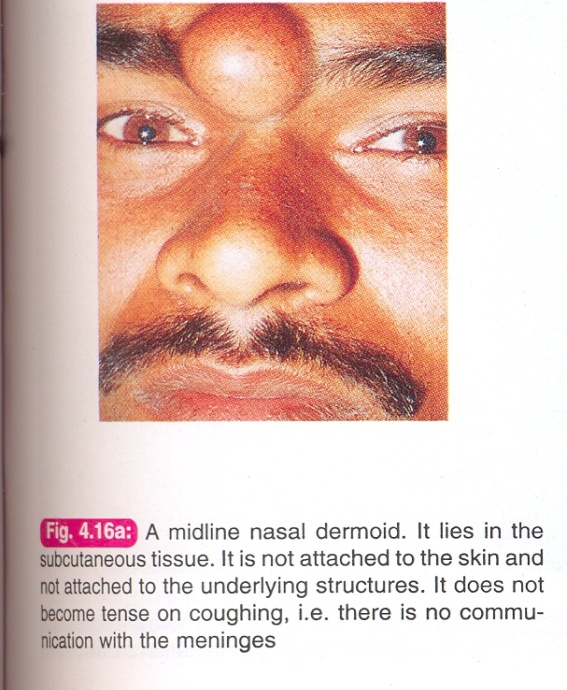 Fig. 4.16a: A midline nasal dermoid. It lies in the
subcutaneous tissue. It is not attached to the skin and
not attached to the underlying structures. It does not
become tense on coughing, i.e. there is no commu-
nication with the meninges